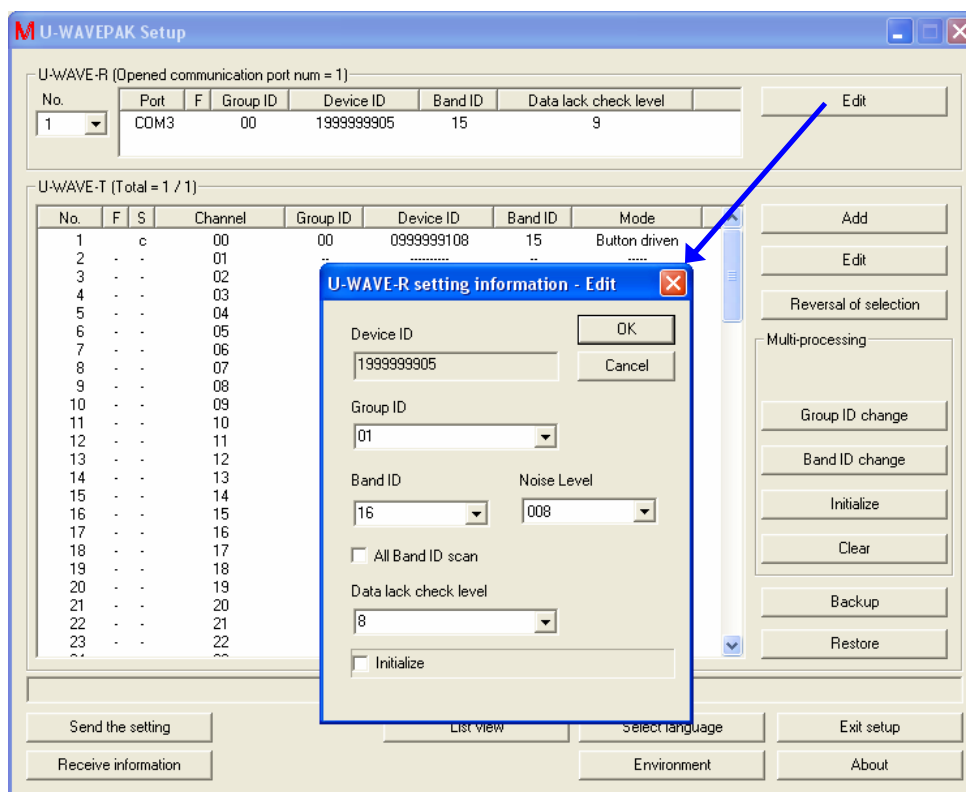 M U-WAVEPAK Setup
U-WAVE-R (Opened communication port num = 1)
No. Port F Group ID Device ID Band ID Data lack check level
1 COM3 00 1999999905 15 9
Edit
U-WAVE-T (Total = 1 / 1)
No. F S Channel Group ID Device ID Band ID Mode
1 c 00 00 0999999108 15 Button driven
2 - - 01 -- ---------- -- -----
3 - - 02
4 - - 03
5 - - 04
6 - - 05
7 - - 06
8 - - 07
9 - - 08
10 - - 09
11 - - 10
12 - - 11
13 - - 12
14 - - 13
15 - - 14
16 - - 15
17 - - 16
18 - - 17
19 - - 18
20 - - 19
21 - - 20
22 - - 21
23 - - 22
Add
Edit
Reversal of selection
Multi-processing
Group ID change
Band ID change
Initialize
Clear
Backup
Restore
U-WAVE-R setting information - Edit
Device ID
1999999905
OK
Cancel
Group ID
01
Band ID Noise Level
16 008
All Band ID scan
Data lack check level
8
Initialize
Send the setting List view Select language Exit setup
Receive information Environment About